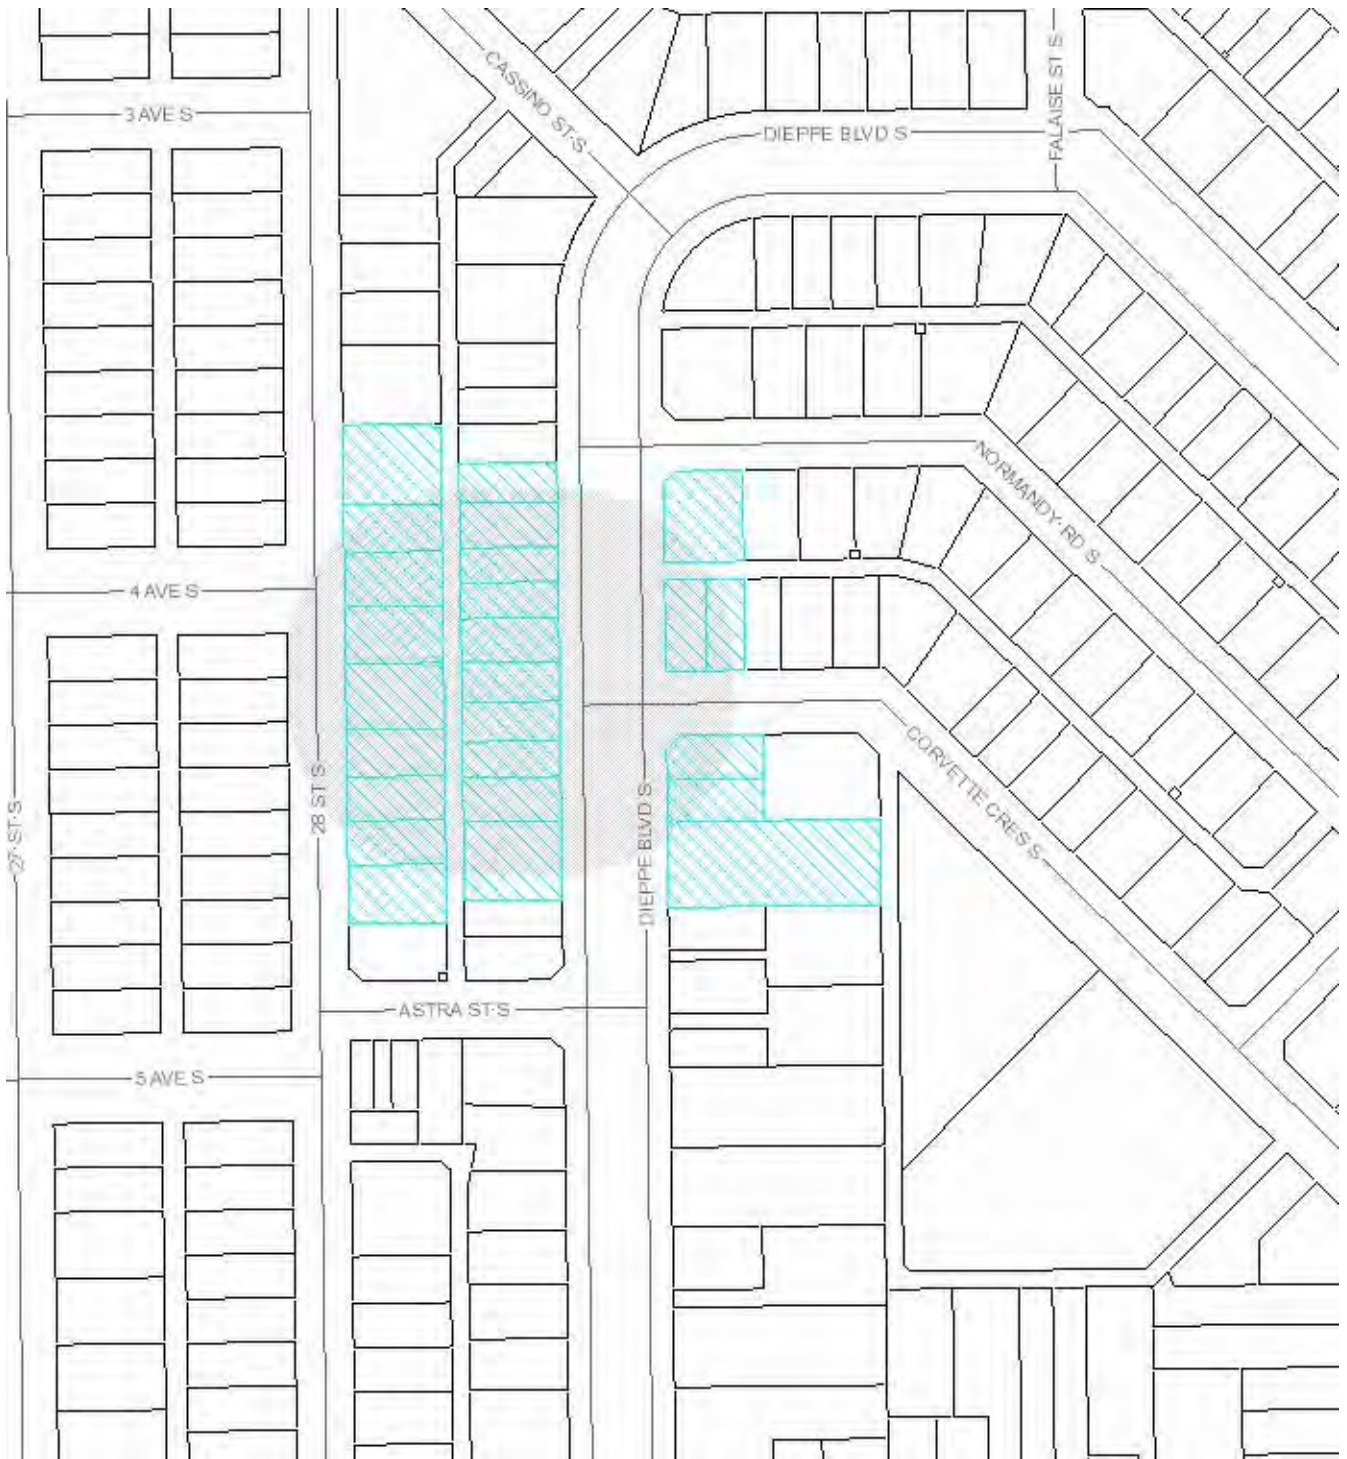 CASSINO ST S
3 AVE S
DIEPPE BLVD S
FALAISE ST S
NORMANDY RD S
4 AVE S
28 ST S
27 ST S
DIEPPE BLVD S
CORVETTE CRES S
ASTRA ST S
5 AVE S